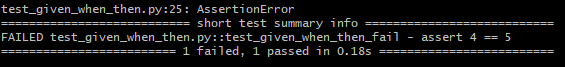 test_given_when_then.py:25: AssertionError
=========================== short test summary info ===========================
FAILED test_given_when_then.py::test_given_when_then_fail - assert 4 == 5
========================= 1 failed, 1 passed in 0.18s =========================